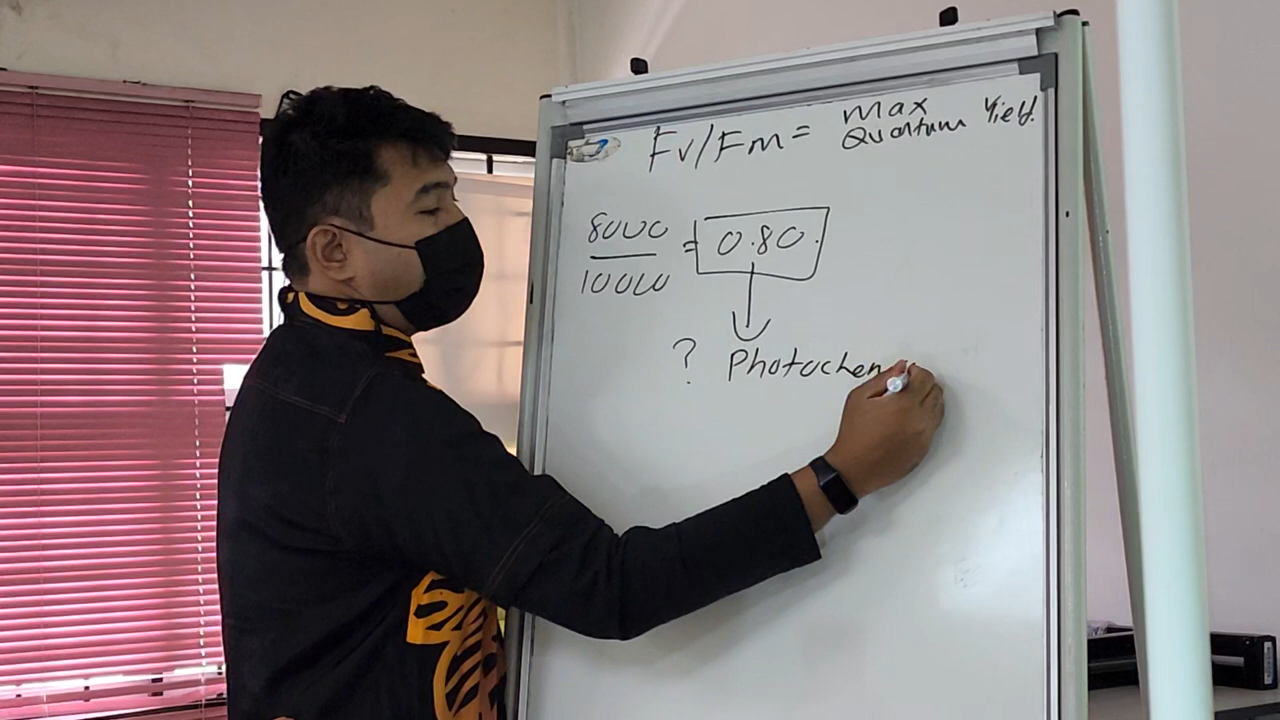 Fv/Fm = max Quantum Yield.
8000
10000
= 0.80.
? Photochem